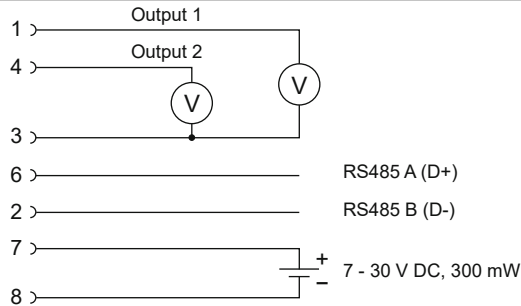 Output 1
1
Output 2
4
V
V
3
6 RS485 A (D+)
2 RS485 B (D-)
7
+
7 - 30 V DC, 300 mW
–
8